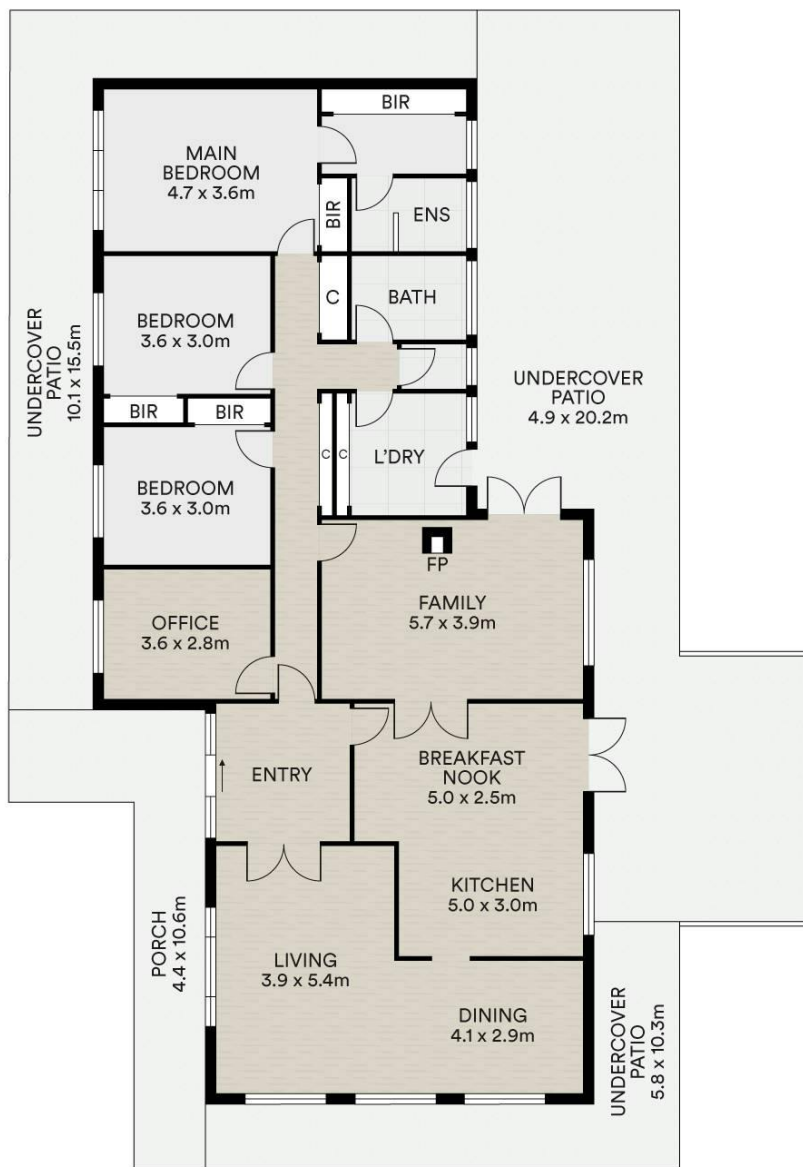 BIR
MAIN
BEDROOM
4.7 x 3.6m
BIR
ENS
C
BATH
BEDROOM
3.6 x 3.0m
UNDERCOVER
PATIO
10.1 x 15.5m
UNDERCOVER
PATIO
4.9 x 20.2m
BIR
BIR
C
C
L'DRY
BEDROOM
3.6 x 3.0m
FP
FAMILY
5.7 x 3.9m
OFFICE
3.6 x 2.8m
ENTRY
BREAKFAST
NOOK
5.0 x 2.5m
KITCHEN
5.0 x 3.0m
PORCH
4.4 x 10.6m
LIVING
3.9 x 5.4m
DINING
4.1 x 2.9m
UNDERCOVER
PATIO
5.8 x 10.3m